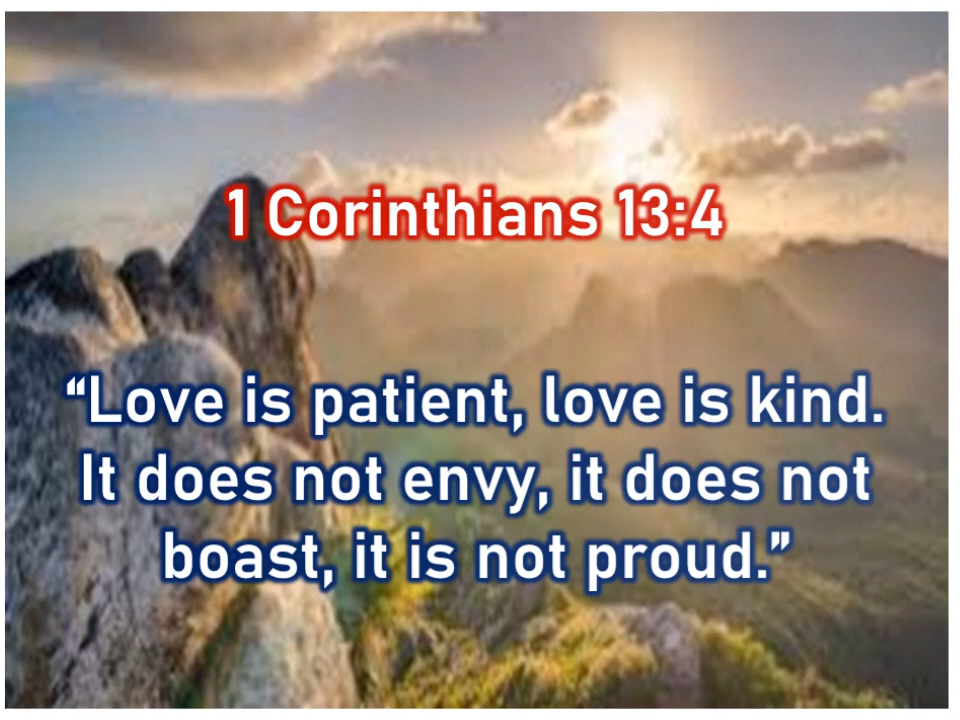 1 Corinthians 13:4
“Love is patient, love is kind.
It does not envy, it does not
boast, it is not proud.”